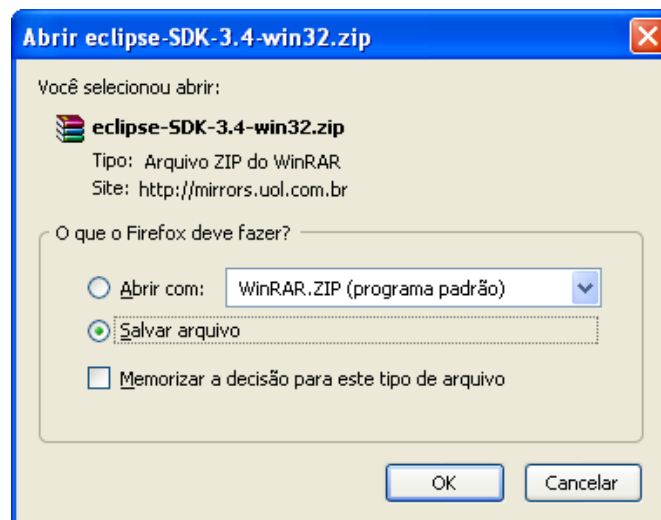 Abrir eclipse-SDK-3.4-win32.zip
Você selecionou abrir:
eclipse-SDK-3.4-win32.zip
Tipo: Arquivo ZIP do WinRAR
Site: http://mirrors.uol.com.br
O que o Firefox deve fazer?
Abrir com: WinRAR.ZIP (programa padrão)
Salvar arquivo
Memorizar a decisão para este tipo de arquivo
OK Cancelar